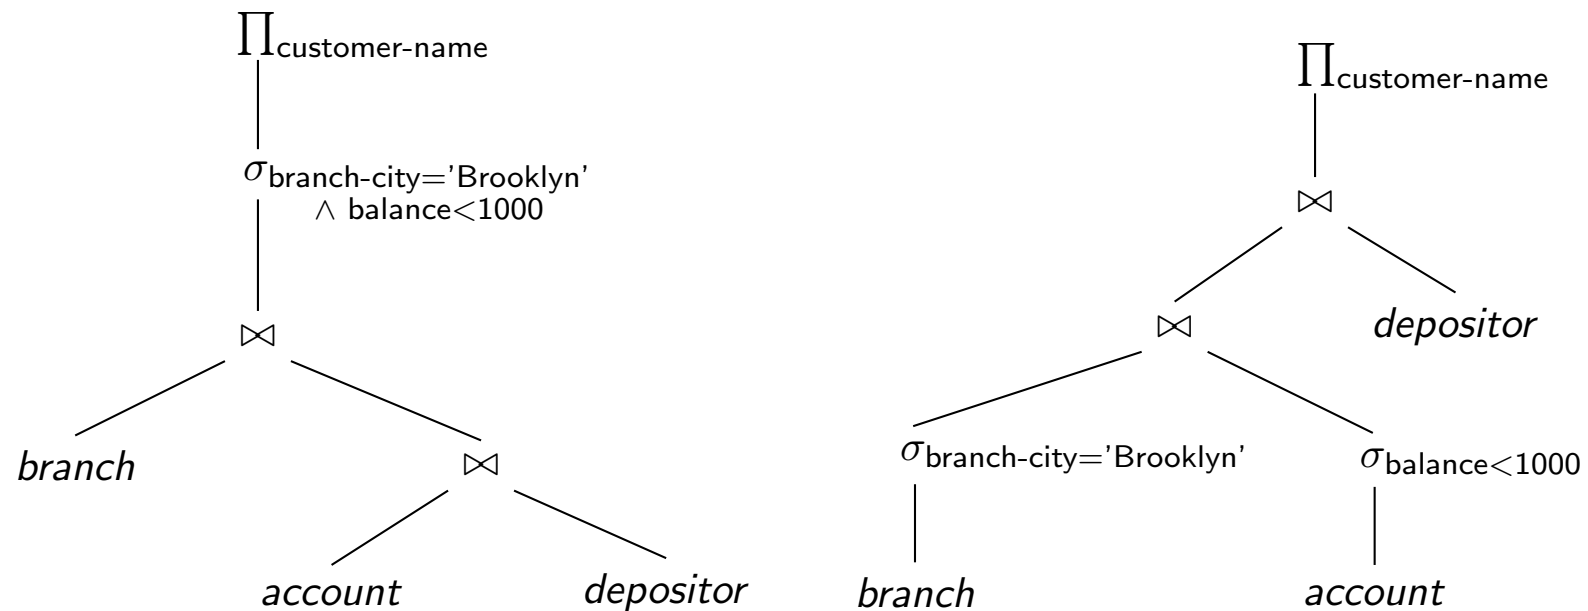 ∏customer-name
σbranch-city='Brooklyn'
∧ balance<1000
⋈
branch
⋈
account
depositor
∏customer-name
⋈
⋈
depositor
σbranch-city='Brooklyn'
σbalance<1000
branch
account